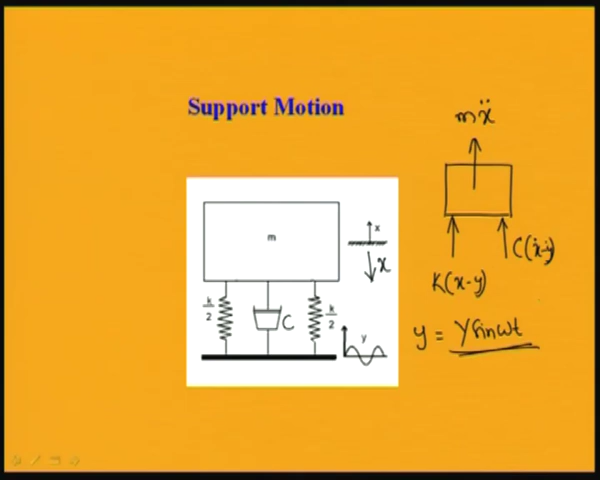 Support Motion
mẍ
m
x
x
k/2
C
k/2
y
K(x-y)
C(ẋ-ẏ)
y = Y sin ωt